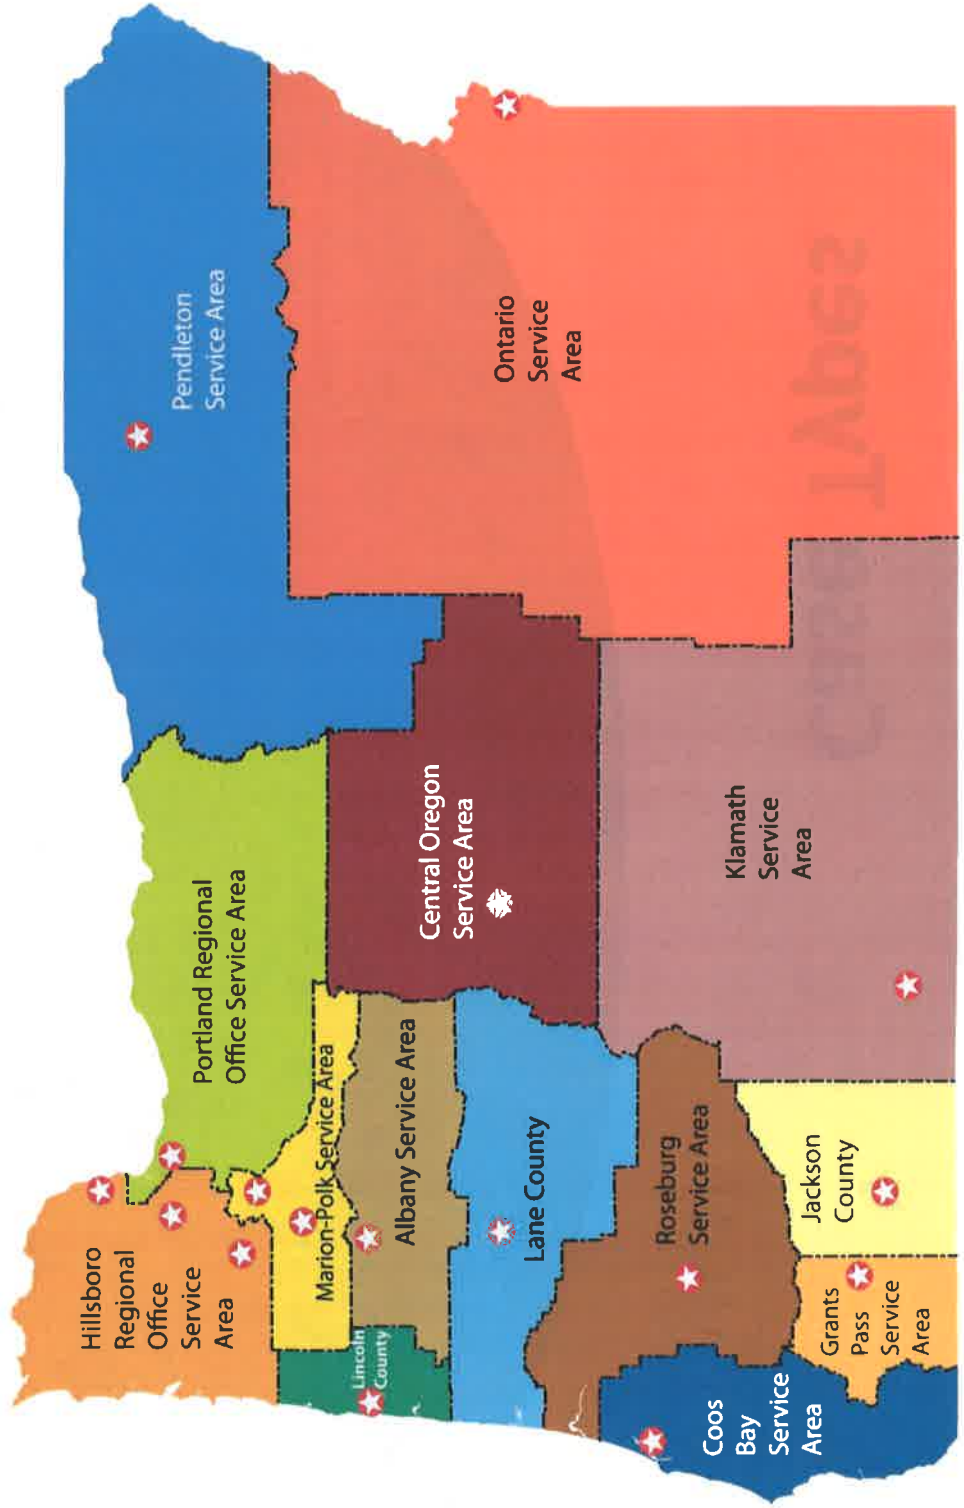 Hillsboro
Regional
Office
Service
Area
Portland Regional
Office Service Area
Pendleton
Service Area
Marion-Polk Service Area
Lincoln
County
Albany Service Area
Central Oregon
Service Area
Ontario
Service
Area
Lane County
Roseburg
Service Area
Klamath
Service
Area
Coos
Bay
Service
Area
Grants
Pass
Service
Area
Jackson
County
Case Types